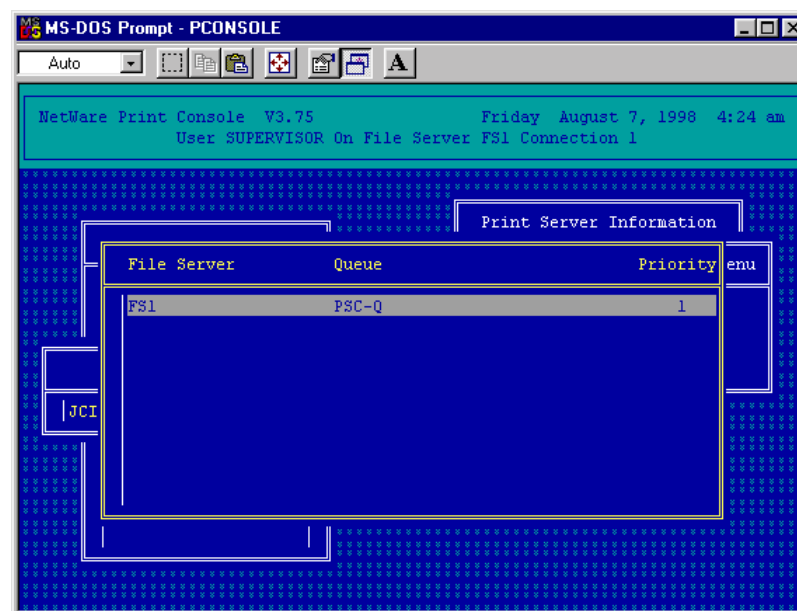 MS-DOS Prompt - PCONSOLE
Auto
A
NetWare Print Console V3.75 Friday August 7, 1998 4:24 am
User SUPERVISOR On File Server FS1 Connection 1
Print Server Information
File Server Queue Priority enu
FS1 PSC-Q 1
JCI